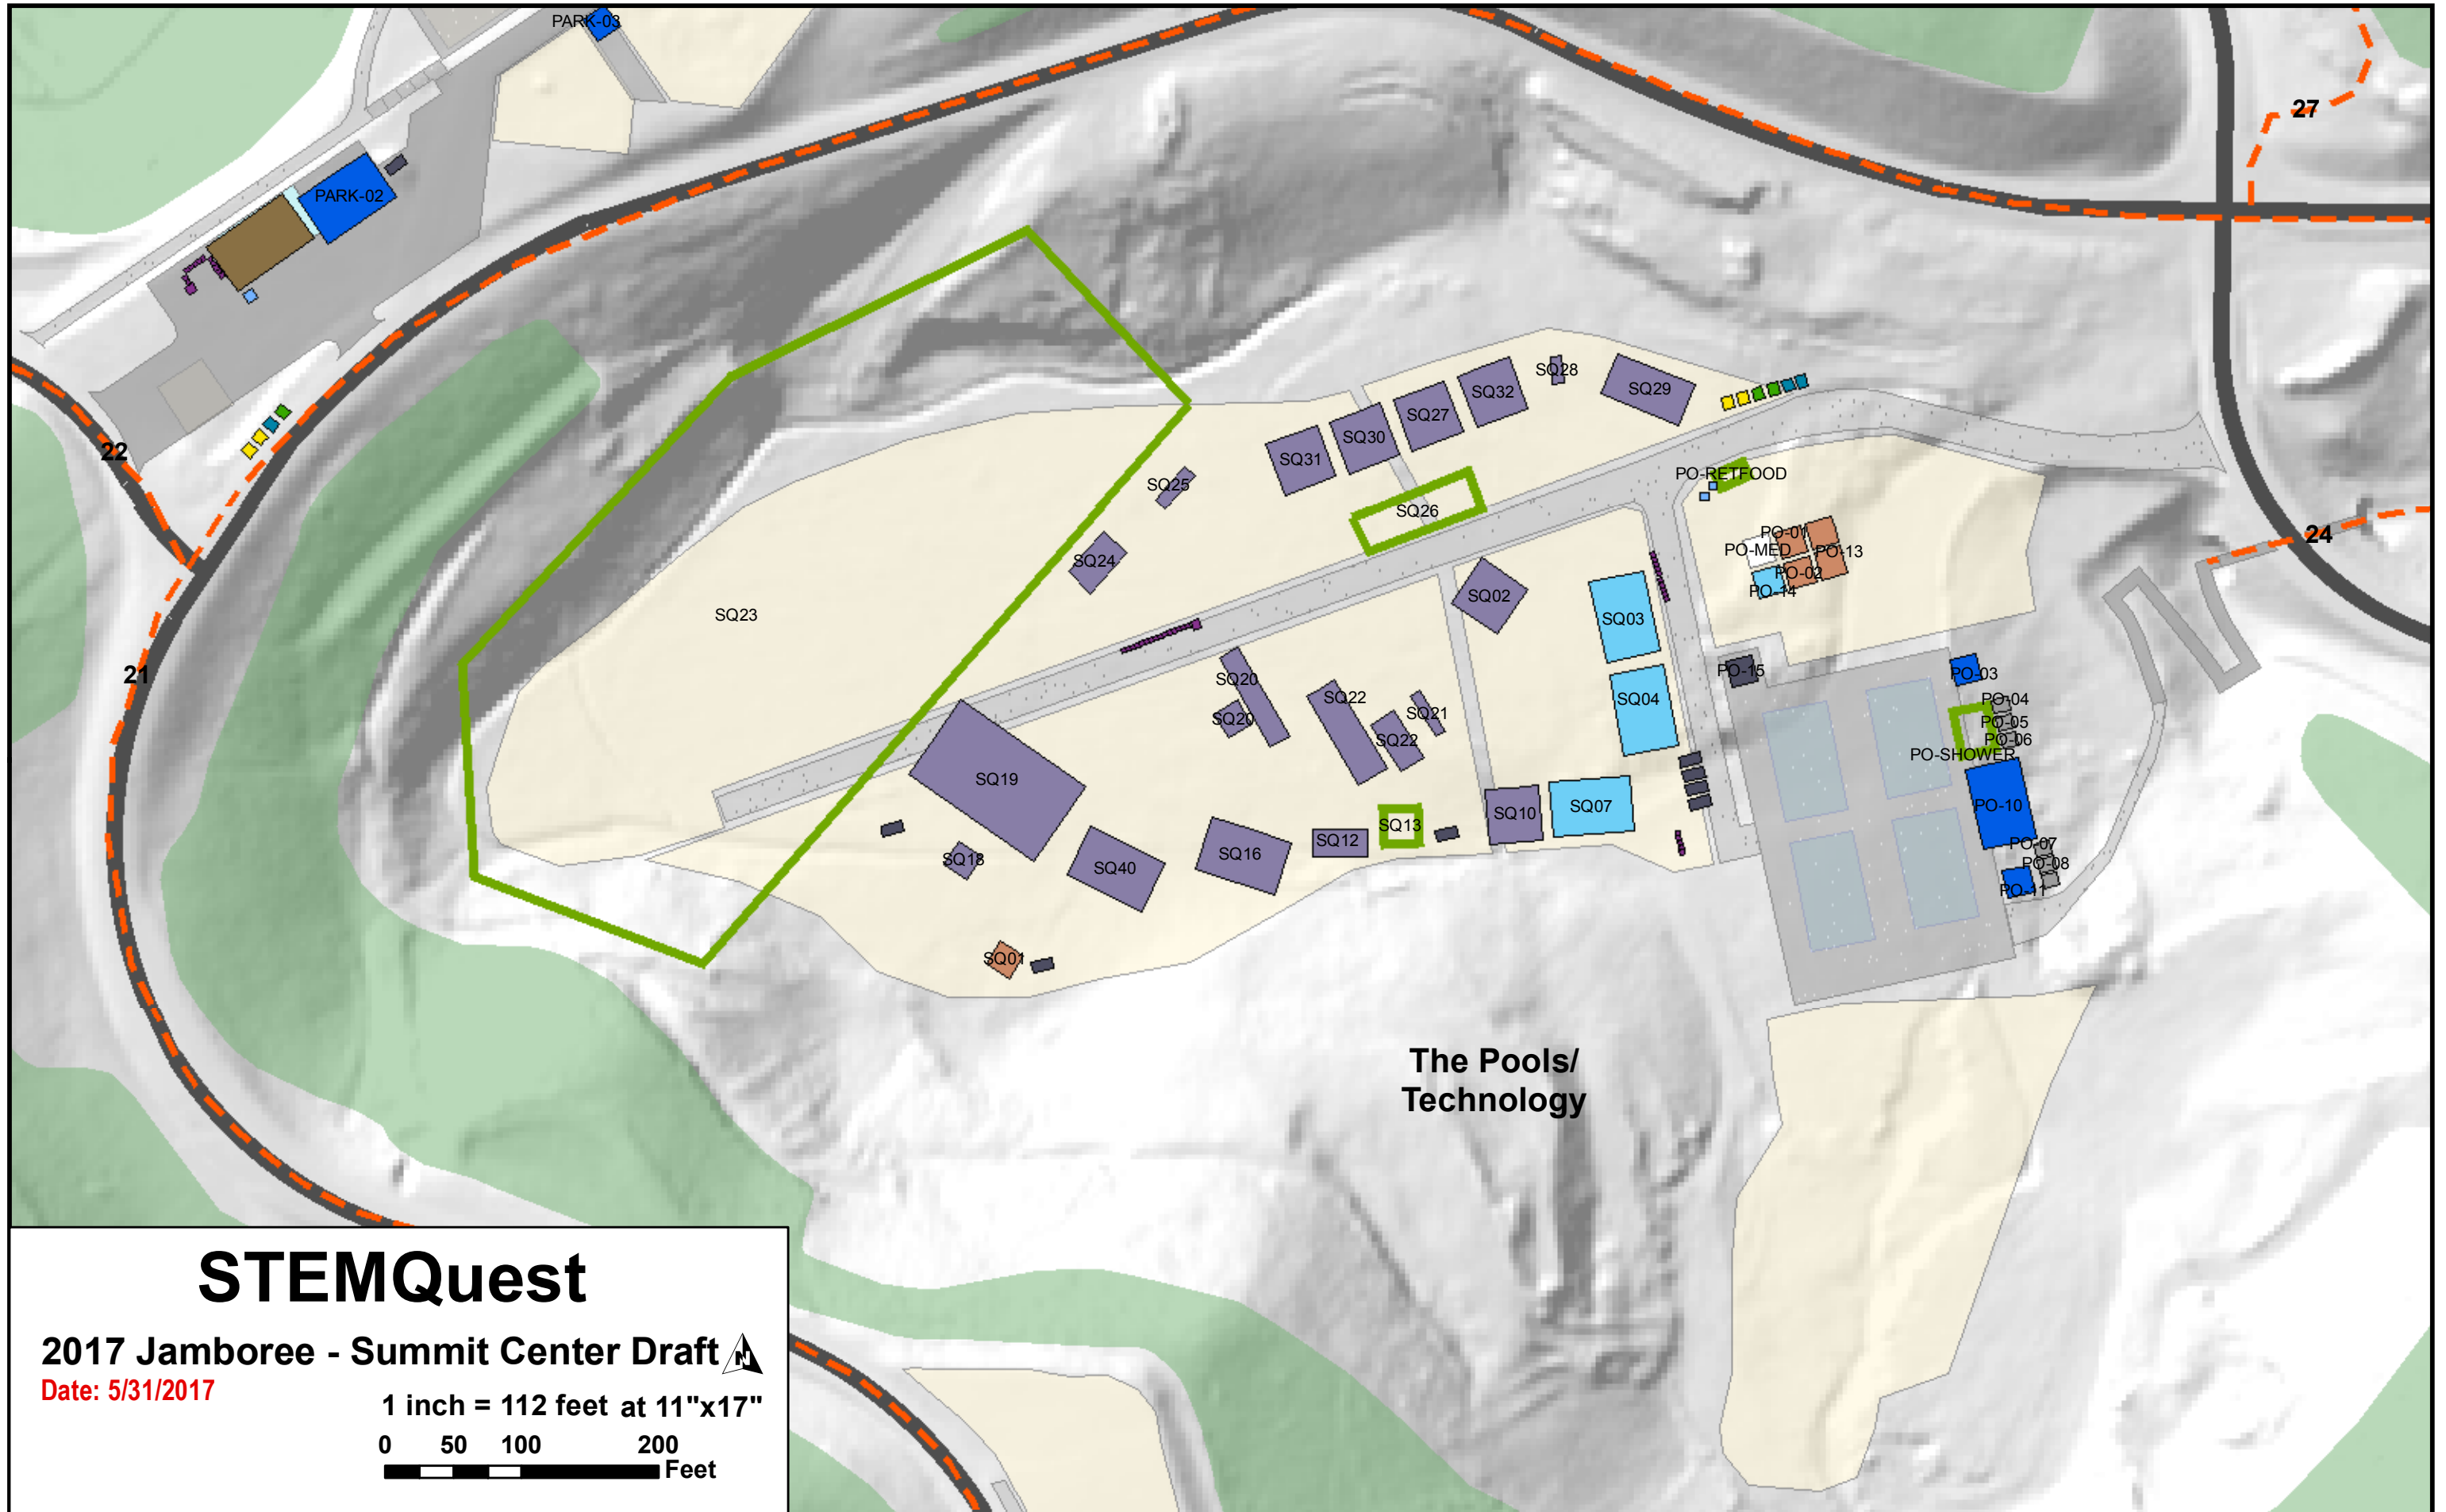 PARK-03
27
PARK-02
SQ28
SQ29
SQ32
SQ27
SQ30
SQ31
22
PO-RETFOOD
SQ25
SQ26
PO-01
PO-MED
PO-13
24
SQ24
PO-02
PO-14
SQ02
SQ23
SQ03
21
PO-15
PO-03
SQ20
SQ22
SQ04
PO-04
SQ20
SQ21
PO-05
SQ22
PO-06
PO-SHOWER
SQ19
SQ10
SQ07
PO-10
SQ13
SQ12
PO-07
SQ18
SQ16
PO-08
SQ40
PO-11
SQ01
The Pools/
Technology
STEMQuest
2017 Jamboree - Summit Center Draft
N
Date: 5/31/2017
1 inch = 112 feet at 11"x17"
0 50 100 200
Feet